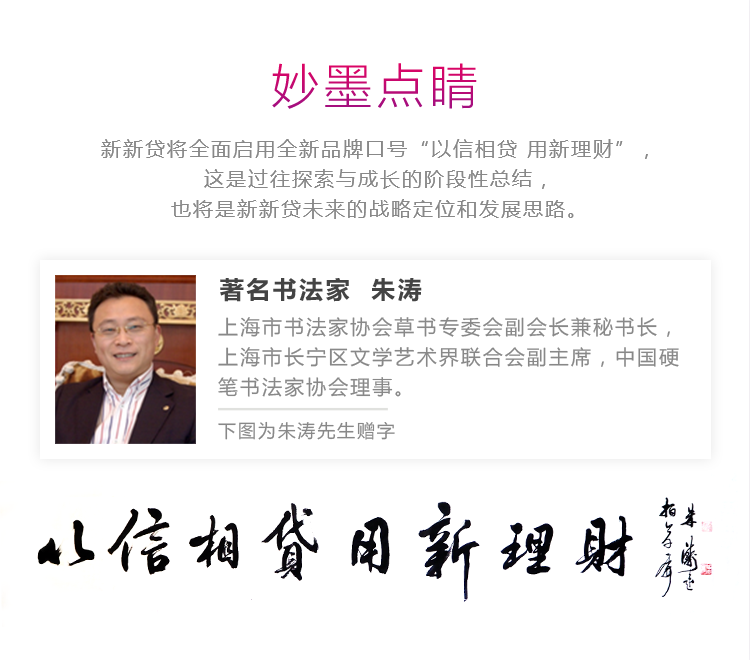 妙墨点睛
新新贷将全面启用全新品牌口号“以信相贷 用新理财”，
这是过往探索与成长的阶段性总结，
也将是新新贷未来的战略定位和发展思路。
著名书法家 朱涛
上海市书法家协会草书专委会副会长兼秘书长，
上海市长宁区文学艺术界联合会副主席，中国硬
笔书法家协会理事。
下图为朱涛先生赠字
以信相贷用新理財